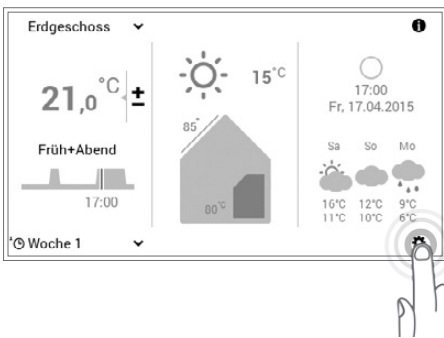 Erdgeschoss
21,0 °C ±
Früh+Abend
17:00
Woche 1
15°C
85°
80°C
17:00
Fr, 17.04.2015
Sa So Mo
16°C 12°C 9°C
11°C 10°C 6°C